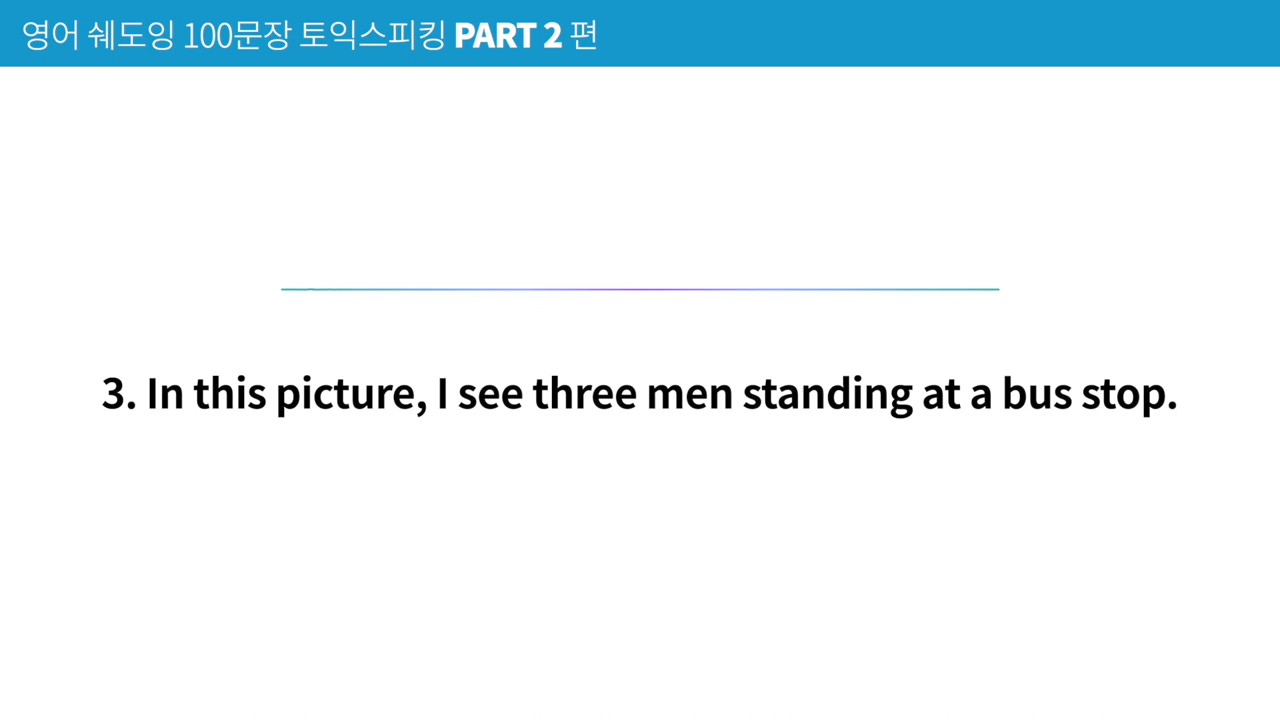 영어 쉐도잉 100문장 토익스피킹 PART 2 편
3. In this picture, I see three men standing at a bus stop.